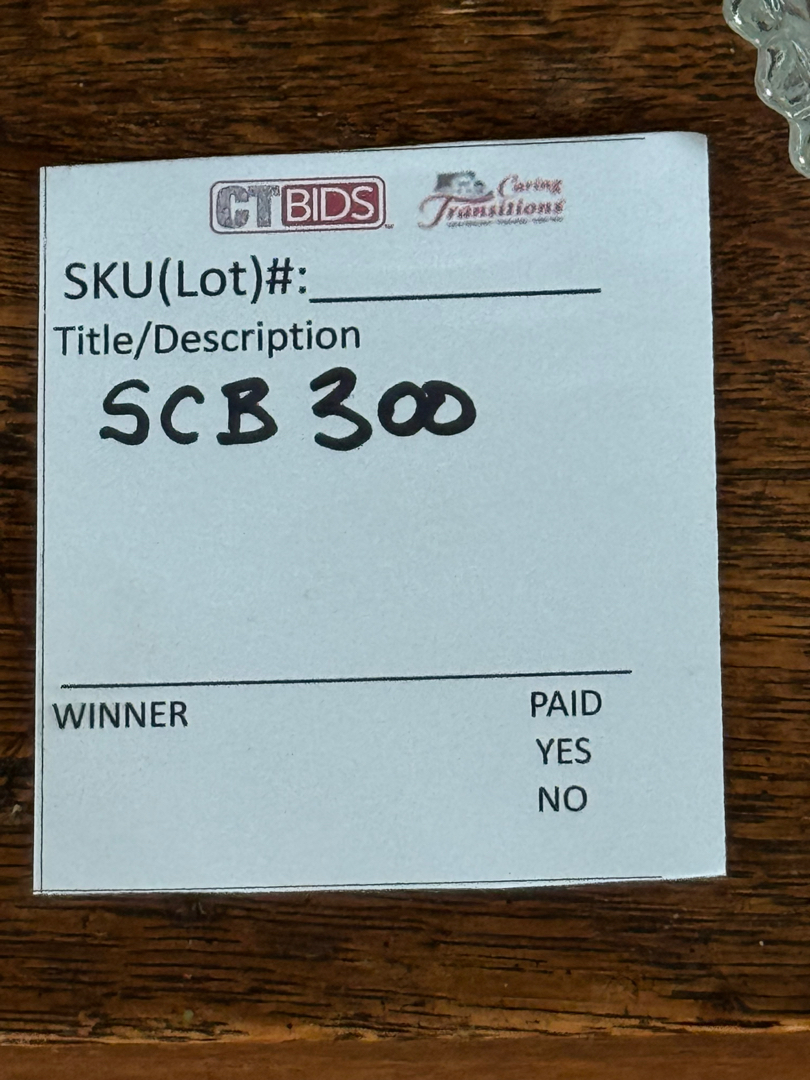 CTBIDS
Caring
Transitions
SKU(Lot)#:
Title/Description
SCB 300
WINNER
PAID
YES
NO